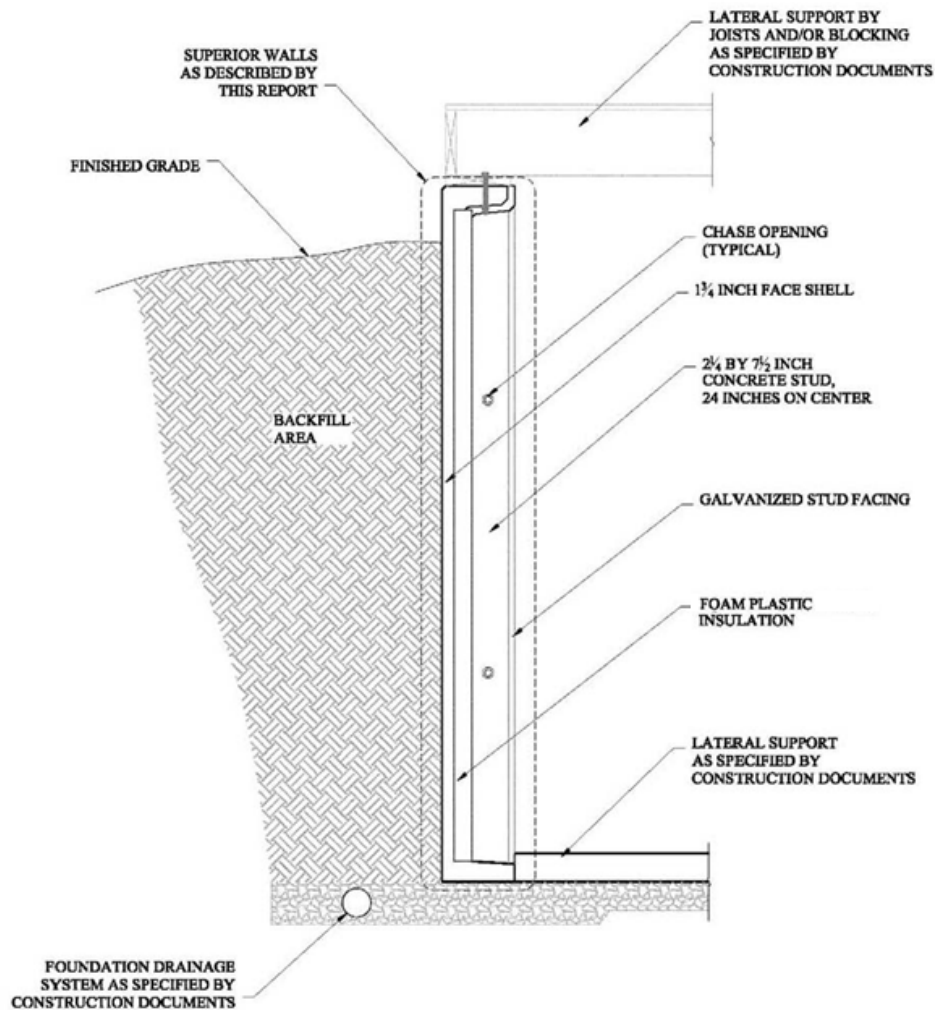 LATERAL SUPPORT BY
JOISTS AND/OR BLOCKING
AS SPECIFIED BY
CONSTRUCTION DOCUMENTS
SUPERIOR WALLS
AS DESCRIBED BY
THIS REPORT
FINISHED GRADE
CHASE OPENING
(TYPICAL)
1¾ INCH FACE SHELL
2¼ BY 7½ INCH
CONCRETE STUD,
24 INCHES ON CENTER
BACKFILL
AREA
GALVANIZED STUD FACING
FOAM PLASTIC
INSULATION
LATERAL SUPPORT
AS SPECIFIED BY
CONSTRUCTION DOCUMENTS
FOUNDATION DRAINAGE
SYSTEM AS SPECIFIED BY
CONSTRUCTION DOCUMENTS